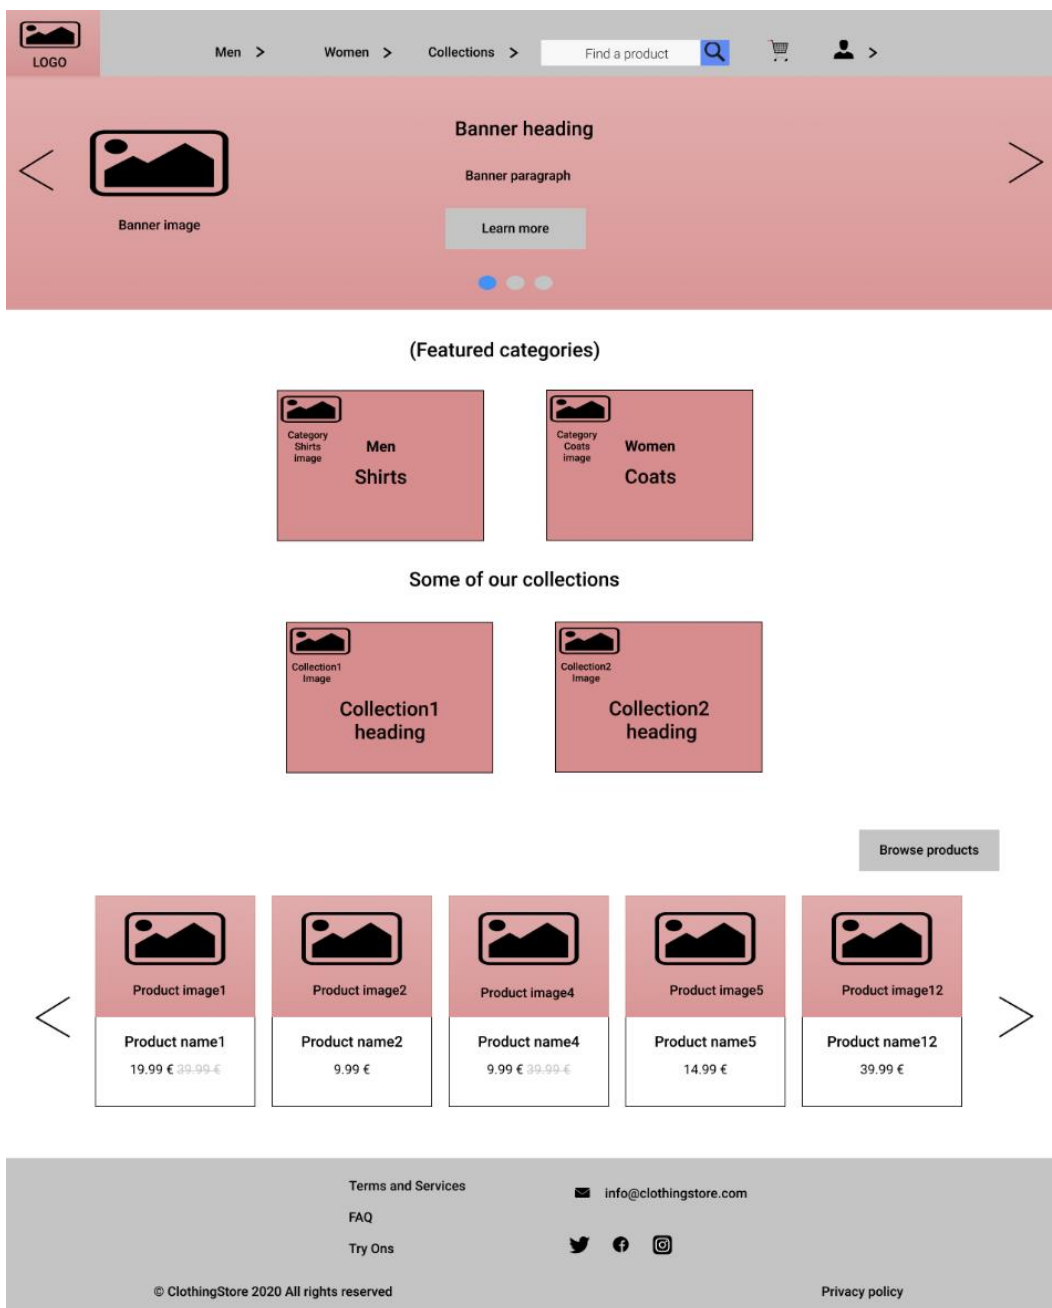 LOGO
Men >
Women >
Collections >
Find a product
>
Banner heading
Banner paragraph
Banner image
Learn more
(Featured categories)
Category
Shirts
image
Men
Shirts
Category
Coats
image
Women
Coats
Some of our collections
Collection1
Image
Collection1
heading
Collection2
Image
Collection2
heading
Browse products
Product image1
Product name1
19.99 € 39.99 €
Product image2
Product name2
9.99 €
Product image4
Product name4
9.99 € 39.99 €
Product image5
Product name5
14.99 €
Product image12
Product name12
39.99 €
Terms and Services
FAQ
Try Ons
info@clothingstore.com
© ClothingStore 2020 All rights reserved
Privacy policy